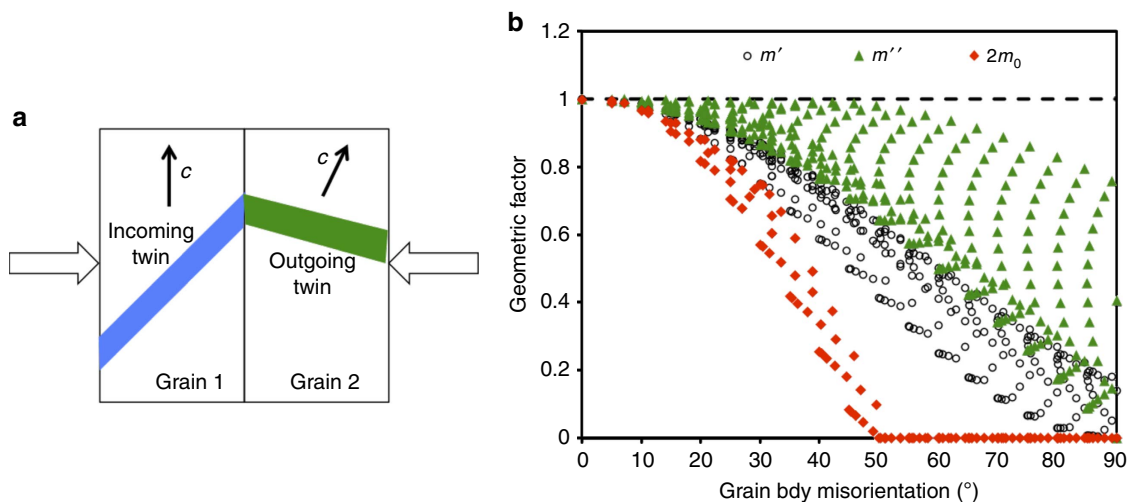 a
c
c
Incoming
twin
Outgoing
twin
Grain 1
Grain 2
b
m′ m′′ 2m0
Geometric factor
1.2
1
0.8
0.6
0.4
0.2
0
0 10 20 30 40 50 60 70 80 90
Grain bdy misorientation (°)